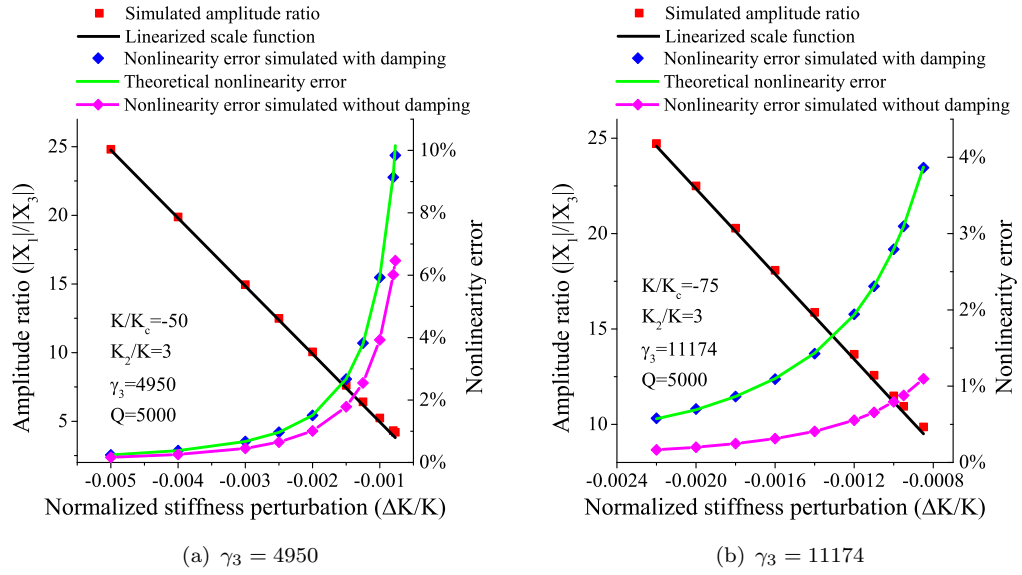 Simulated amplitude ratio
Linearized scale function
Nonlinearity error simulated with damping
Theoretical nonlinearity error
Nonlinearity error simulated without damping
25
20
15
10
5
10%
8%
6%
4%
2%
0%
Amplitude ratio (|X₁|/|X₃|)
Nonlinearity error
K/K_c=-50
K₂/K=3
γ₃=4950
Q=5000
-0.005 -0.004 -0.003 -0.002 -0.001
Normalized stiffness perturbation (ΔK/K)
(a) γ₃ = 4950
Simulated amplitude ratio
Linearized scale function
Nonlinearity error simulated with damping
Theoretical nonlinearity error
Nonlinearity error simulated without damping
25
20
15
10
4%
3%
2%
1%
0%
Amplitude ratio (|X₁|/|X₃|)
Nonlinearity error
K/K_c=-75
K₂/K=3
γ₃=11174
Q=5000
-0.0024 -0.0020 -0.0016 -0.0012 -0.0008
Normalized stiffness perturbation (ΔK/K)
(b) γ₃ = 11174